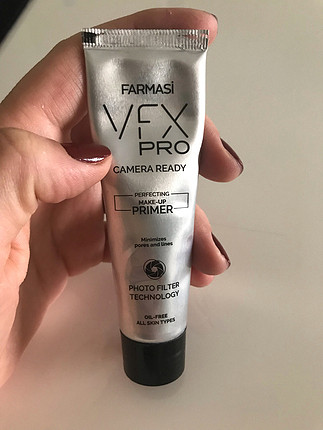 FARMASİ
VFX
PRO
CAMERA READY
PERFECTING
MAKE-UP
PRIMER
Minimizes
pores and lines
PHOTO FILTER
TECHNOLOGY
OIL-FREE
ALL SKIN TYPES